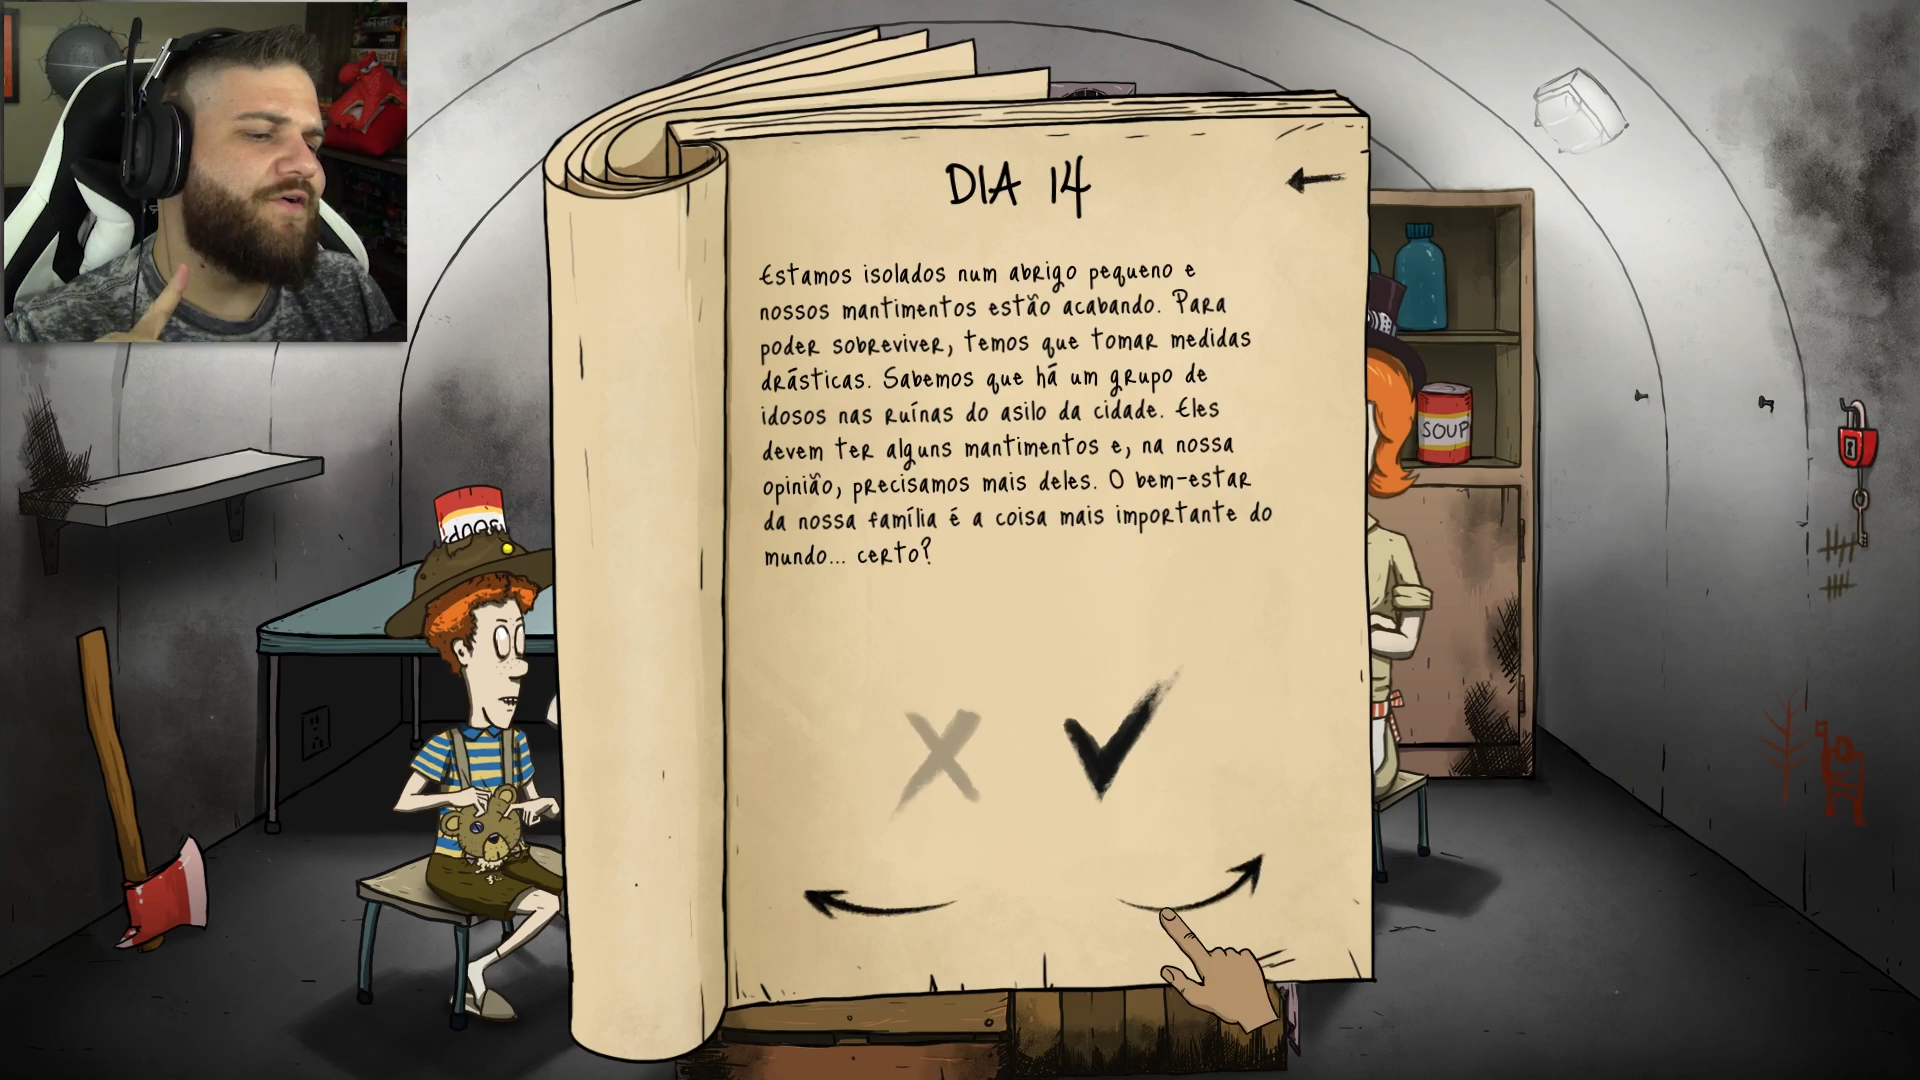 DIA 14
Estamos isolados num abrigo pequeno e
nossos mantimentos estão acabando. Para
poder sobreviver, temos que tomar medidas
drásticas. Sabemos que há um grupo de
idosos nas ruínas do asilo da cidade. Eles
devem ter alguns mantimentos e, na nossa
opinião, precisamos mais deles. O bem-estar
da nossa família é a coisa mais importante do
mundo... certo?
SOUP
SOUP